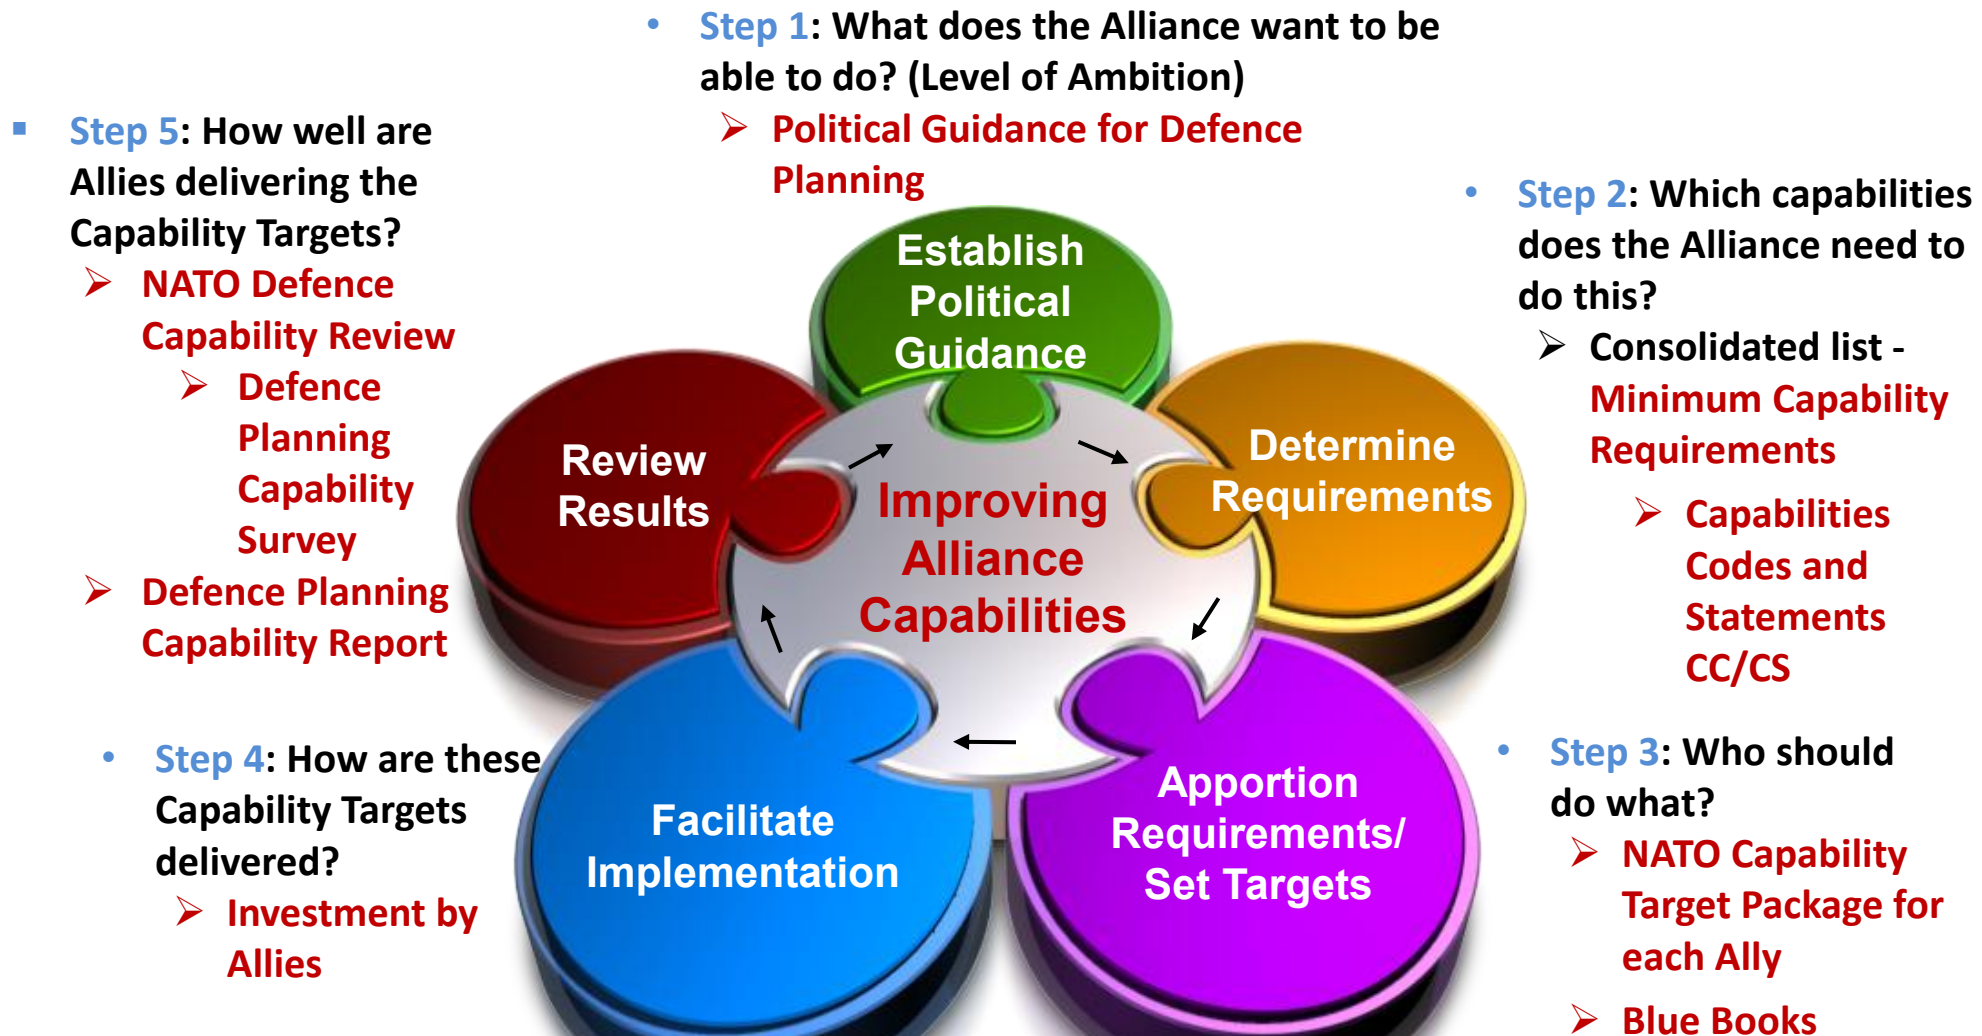 • Step 1: What does the Alliance want to be
able to do? (Level of Ambition)
➢ Political Guidance for Defence
Planning
▪ Step 5: How well are
Allies delivering the
Capability Targets?
➢ NATO Defence
Capability Review
➢ Defence
Planning
Capability
Survey
➢ Defence Planning
Capability Report
• Step 2: Which capabilities
does the Alliance need to
do this?
➢ Consolidated list -
Minimum Capability
Requirements
➢ Capabilities
Codes and
Statements
CC/CS
Establish
Political
Guidance
Determine
Requirements
Review
Results
Improving
Alliance
Capabilities
Apportion
Requirements/
Set Targets
Facilitate
Implementation
• Step 4: How are these
Capability Targets
delivered?
➢ Investment by
Allies
• Step 3: Who should
do what?
➢ NATO Capability
Target Package for
each Ally
➢ Blue Books